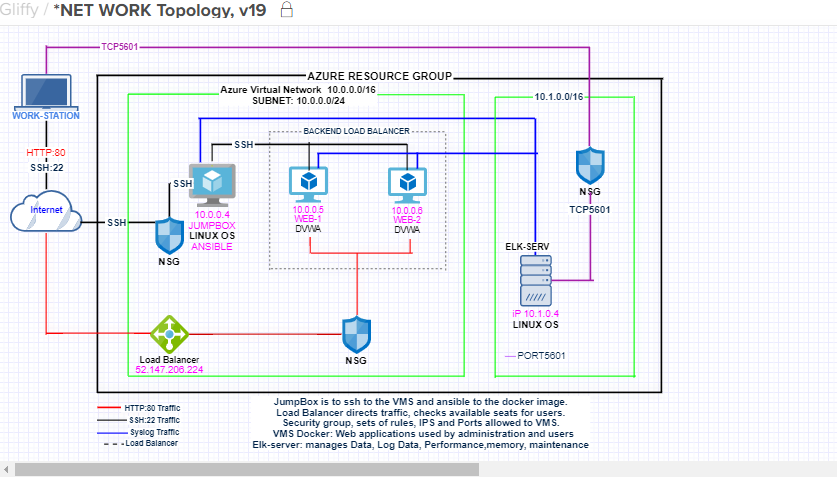 Gliffy / *NET WORK Topology, v19
TCP5601
AZURE RESOURCE GROUP
Azure Virtual Network 10.0.0.0/16
SUBNET: 10.0.0.0/24
10.1.0.0/16
WORK-STATION
BACKEND LOAD BALANCER
SSH
HTTP:80
SSH:22
SSH
NSG
Internet
10.0.0.4
JUMPBOX
LINUX OS
ANSIBLE
10.0.0.5
WEB-1
DVWA
10.0.0.6
WEB-2
DVWA
TCP5601
SSH
NSG
ELK-SERV
iP 10.1.0.4
LINUX OS
Load Balancer
52.147.206.224
NSG
PORT5601
HTTP:80 Traffic
SSH:22 Traffic
Syslog Traffic
Load Balancer
JumpBox is to ssh to the VMS and ansible to the docker image.
Load Balancer directs traffic, checks available seats for users.
Security group, sets of rules, IPS and Ports allowed to VMS.
VMS Docker: Web applications used by administration and users
Elk-server: manages Data, Log Data, Performance,memory, maintenance